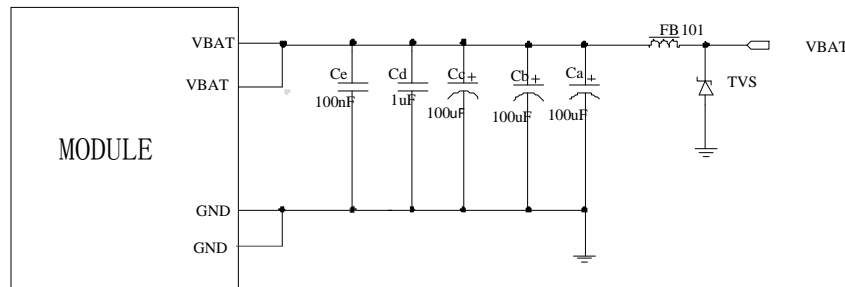 FB101
VBAT
VBAT
VBAT
Ce
Cd
Cc
Cb
Ca
TVS
100nF
1uF
100uF
100uF
100uF
MODULE
GND
GND